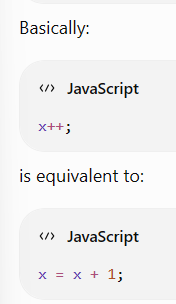 Basically:
</> JavaScript
x++;
is equivalent to:
</> JavaScript
x = x + 1;